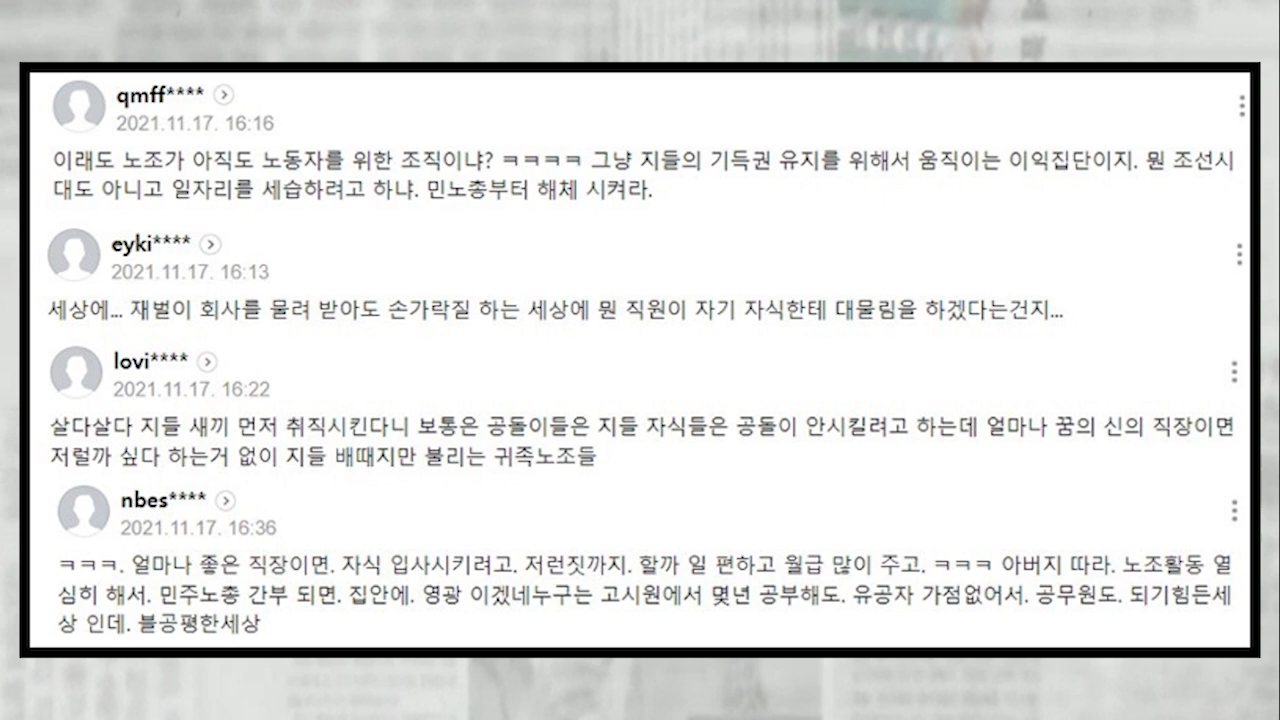 qmff****
2021.11.17. 16:16
이래도 노조가 아직도 노동자를 위한 조직이냐? ㅋㅋㅋㅋ 그냥 지들의 기득권 유지를 위해서 움직이는 이익집단이지. 뭔 조선시
대도 아니고 일자리를 세습하려고 하냐. 민노총부터 해체 시켜라.
eyki****
2021.11.17. 16:13
세상에... 재벌이 회사를 물려 받아도 손가락질 하는 세상에 뭔 직원이 자기 자식한테 대물림을 하겠다는건지...
lovi****
2021.11.17. 16:22
살다살다 지들 새끼 먼저 취직시킨다니 보통은 공돌이들은 지들 자식들은 공돌이 안시킬려고 하는데 얼마나 꿈의 신의 직장이면
저럴까 싶다 하는거 없이 지들 배때지만 불리는 귀족노조들
nbes****
2021.11.17. 16:36
ㅋㅋㅋ. 얼마나 좋은 직장이면. 자식 입사시키려고. 저런짓까지. 할까 일 편하고 월급 많이 주고. ㅋㅋㅋ 아버지 따라. 노조활동 열
심히 해서. 민주노총 간부 되면. 집안에. 영광 이겠네누구는 고시원에서 몇년 공부해도. 유공자 가점없어서. 공무원도. 되기힘든세
상 인데. 블공평한세상